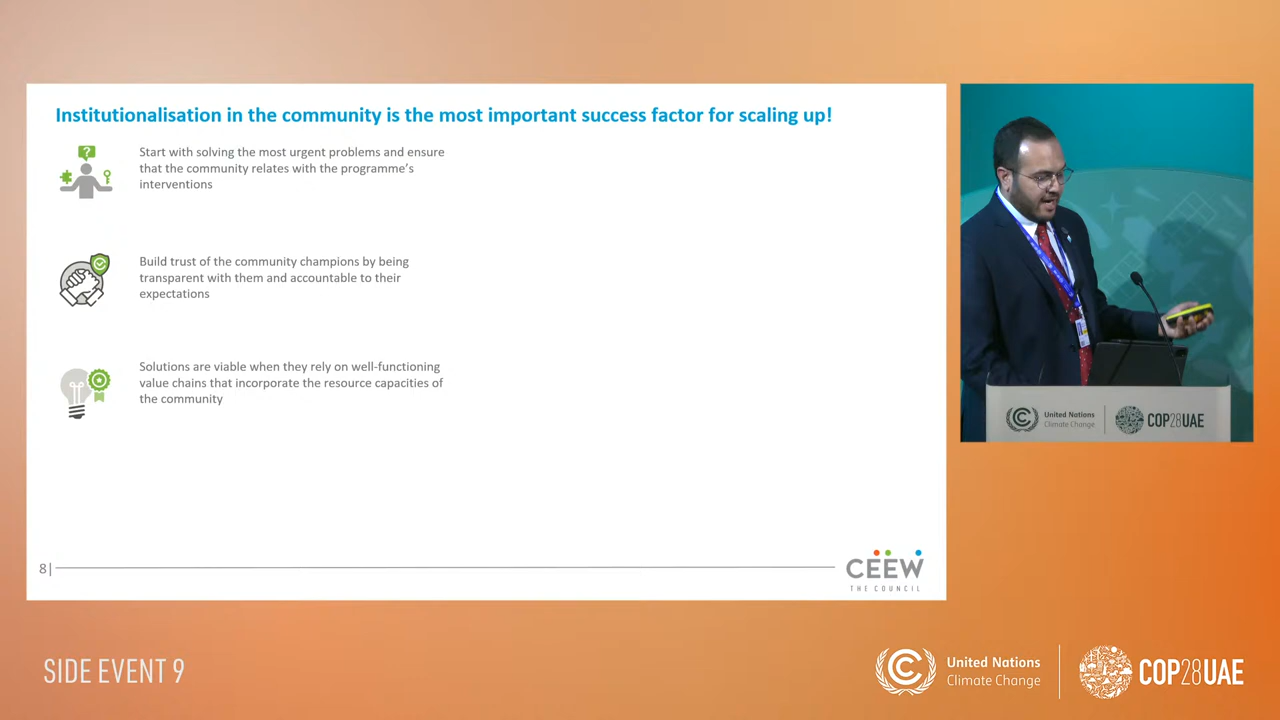 Institutionalisation in the community is the most important success factor for scaling up!
?
Start with solving the most urgent problems and ensure
that the community relates with the programme's
interventions
Build trust of the community champions by being
transparent with them and accountable to their
expectations
Solutions are viable when they rely on well-functioning
value chains that incorporate the resource capacities of
the community
8|
CEEW
THE COUNCIL
United Nations
Climate Change
COP28UAE
SIDE EVENT 9
United Nations
Climate Change
COP28UAE